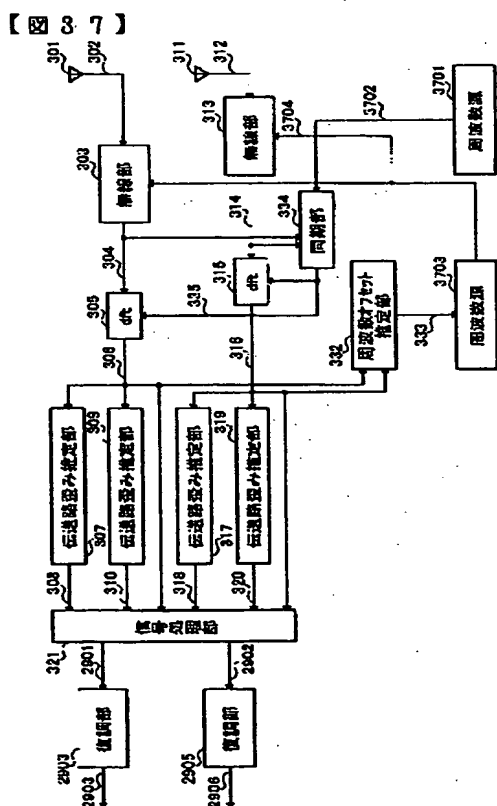 【図37】
301
302
無線部
303
304
dft
305
306
伝送路歪み推定部
307
308
伝送路歪み推定部
309
310
311
312
無線部
313
314
dft
315
316
伝送路歪み推定部
317
318
伝送路歪み推定部
319
320
信号処理部
321
同期部
334
335
周波数オフセット
推定部
332
333
周波数源
3701
3702
周波数源
3703
3704
2901
復調部
2903
2903
2902
復調部
2905
2906